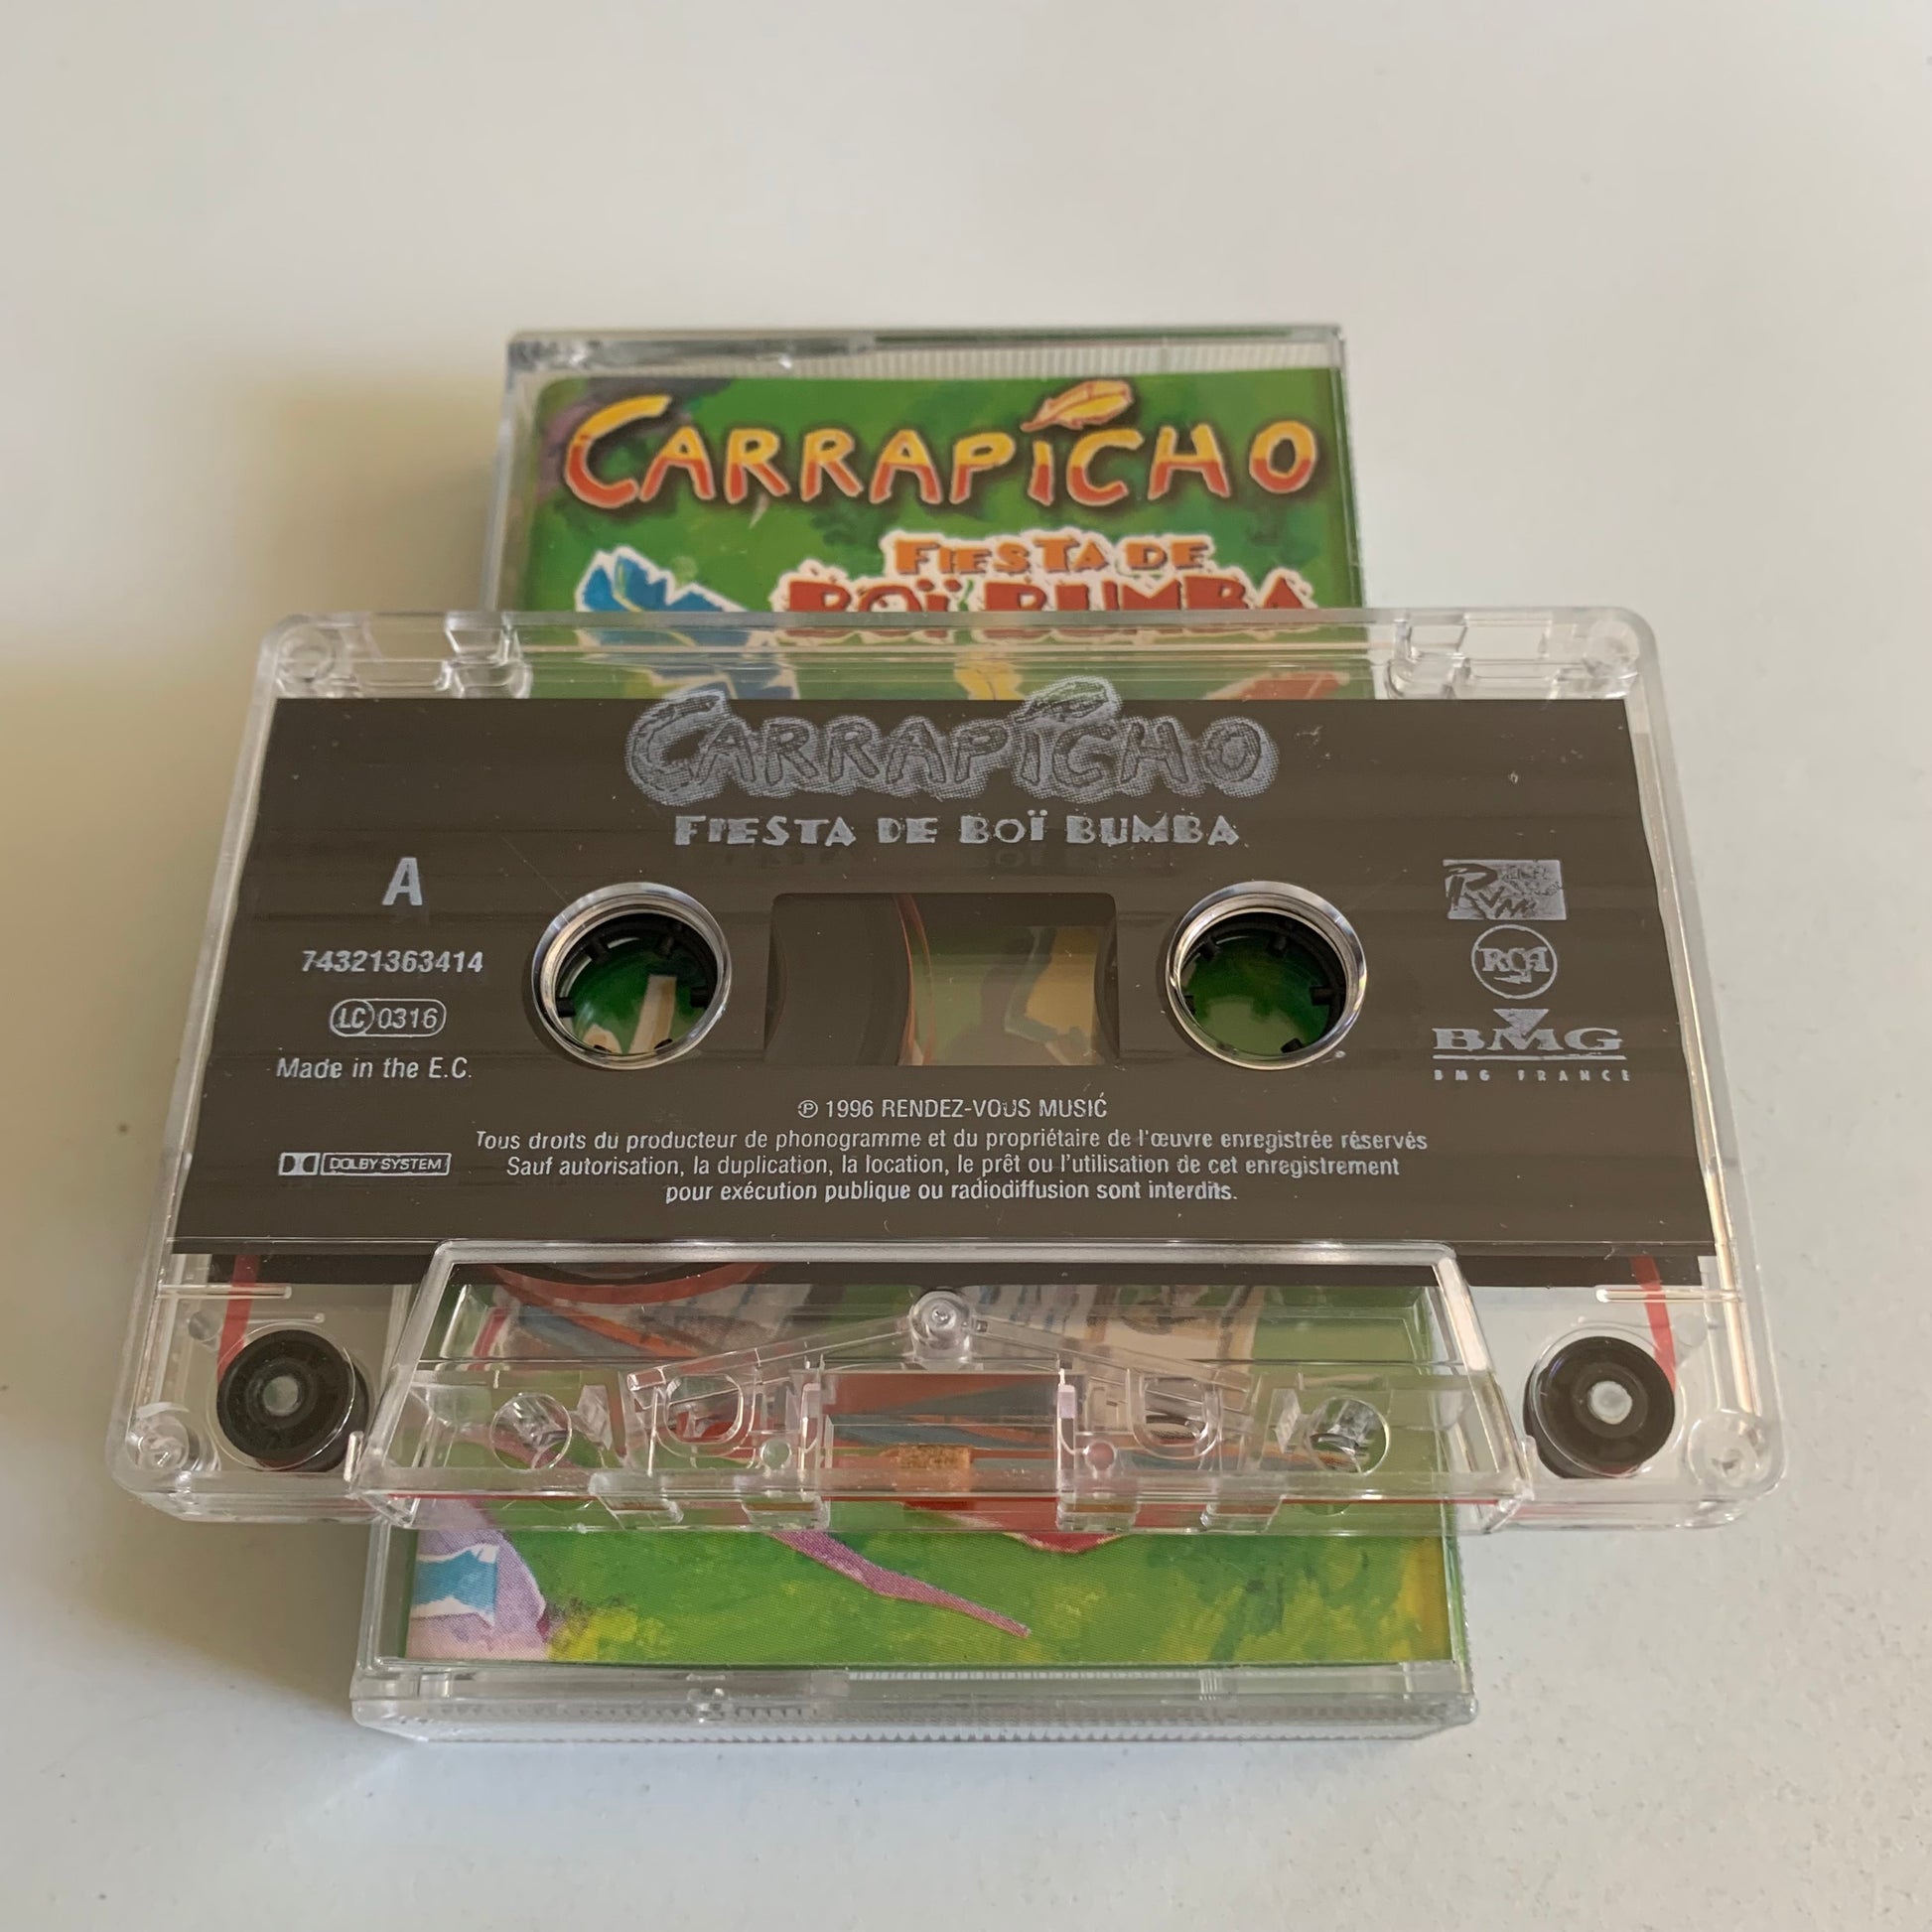 CARRAPICHO
FIESTA DE
BOÏ BUMBA
CARRAPICHO
FIESTA DE BOÏ BUMBA
A
74321363414
LC 0316
Made in the E.C.
DOLBY SYSTEM
RCA
BMG
BMG FRANCE
℗ 1996 RENDEZ-VOUS MUSIC
Tous droits du producteur de phonogramme et du propriétaire de l'œuvre enregistrée réservés
Sauf autorisation, la duplication, la location, le prêt ou l'utilisation de cet enregistrement
pour exécution publique ou radiodiffusion sont interdits.